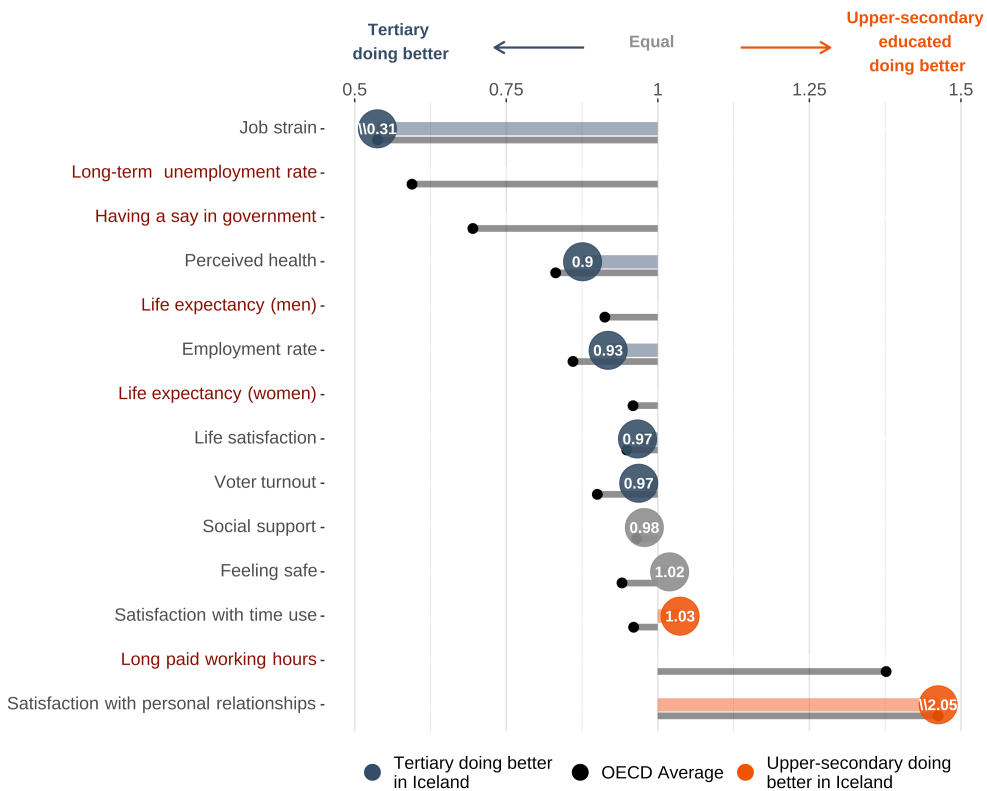 Tertiary
doing better
Equal
Upper-secondary
educated
doing better
0.5 0.75 1 1.25 1.5
Job strain \\0.31
Long-term unemployment rate
Having a say in government
Perceived health 0.9
Life expectancy (men)
Employment rate 0.93
Life expectancy (women)
Life satisfaction 0.97
Voter turnout 0.97
Social support 0.98
Feeling safe 1.02
Satisfaction with time use 1.03
Long paid working hours
Satisfaction with personal relationships \\2.05
Tertiary doing better
in Iceland
OECD Average
Upper-secondary doing
better in Iceland